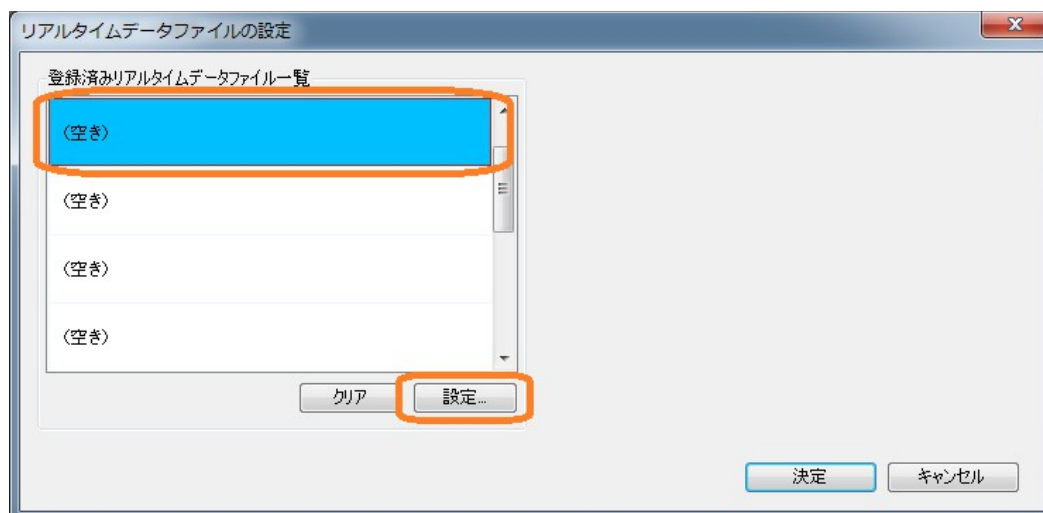 リアルタイムデータファイルの設定
登録済みリアルタイムデータファイル一覧
(空き)
(空き)
(空き)
(空き)
クリア
設定...
決定
キャンセル